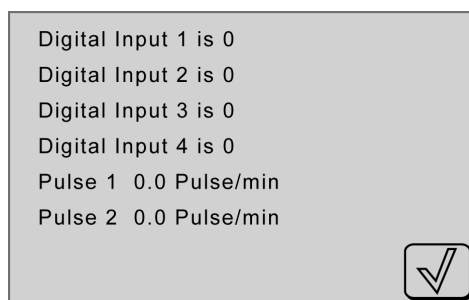 Digital Input 1 is 0
Digital Input 2 is 0
Digital Input 3 is 0
Digital Input 4 is 0
Pulse 1  0.0 Pulse/min
Pulse 2  0.0 Pulse/min